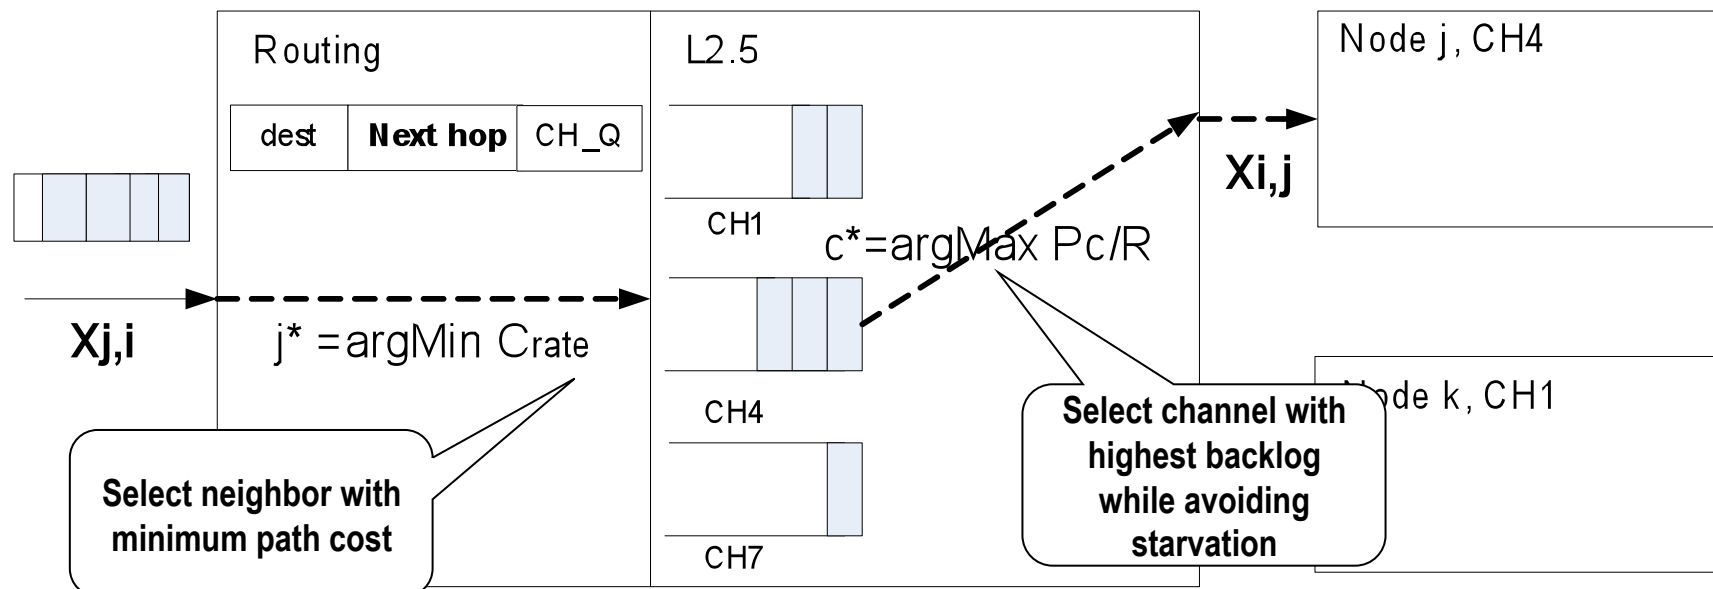 Routing
L2.5
Node j, CH4
dest Next hop CH_Q
Xi,j
CH1
c*=argMax Pc/R
Xj,i
j* =argMin Crate
CH4
Select neighbor with
minimum path cost
Select channel with
highest backlog
while avoiding
starvation
k, CH1
CH7